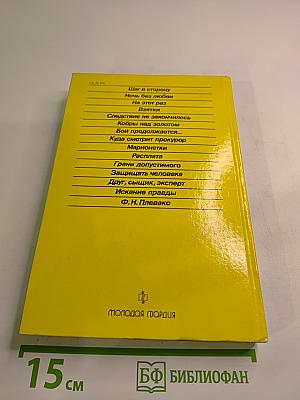 Шаг в сторону
Ночь без любви
На этот раз
Взятки
Следствие не закончилось
Кобры над золотом
Бой продолжается...
Куда смотрит прокурор
Марионетки
Расплата
Грани допустимого
Защищать человека
Друг, сыщик, эксперт
Искание правды
Ф. Н. Плевако
МОЛОДАЯ ГВАРДИЯ
15 см
БФ БИБЛИОФАН